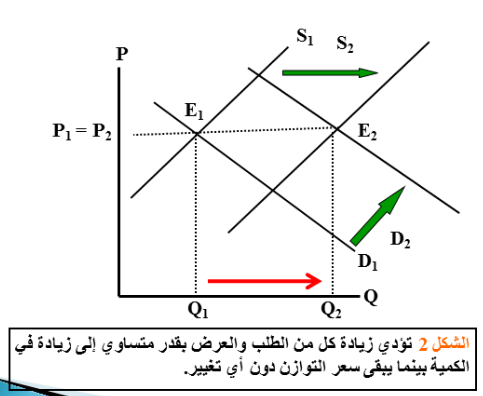 S₁
S₂
P
E₁
P₁ = P₂
E₂
D₂
D₁
Q
Q₁
Q₂
الشكل 2 تؤدي زيادة كل من الطلب والعرض بقدر متساوي إلى زيادة في
الكمية بينما يبقى سعر التوازن دون أي تغيير.